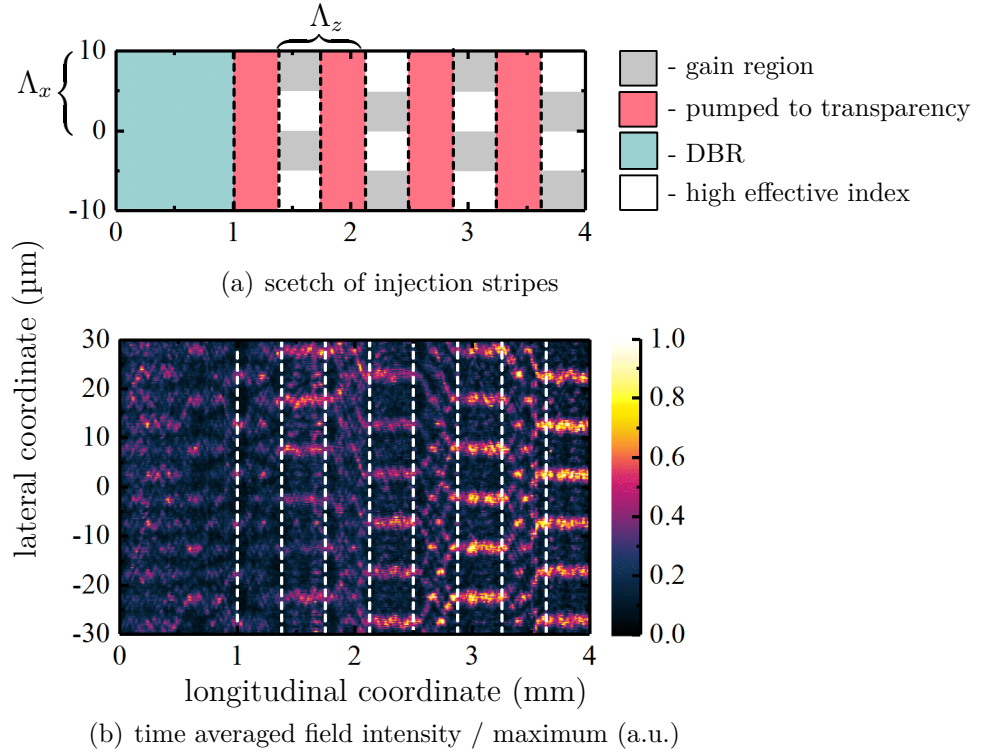 Λz
10
Λx
0
-10
0
1
2
3
4
- gain region
- pumped to transparency
- DBR
- high effective index
(a) scetch of injection stripes
lateral coordinate (µm)
30
20
10
0
-10
-20
-30
0
1
2
3
4
1.0
0.8
0.6
0.4
0.2
0.0
longitudinal coordinate (mm)
(b) time averaged field intensity / maximum (a.u.)